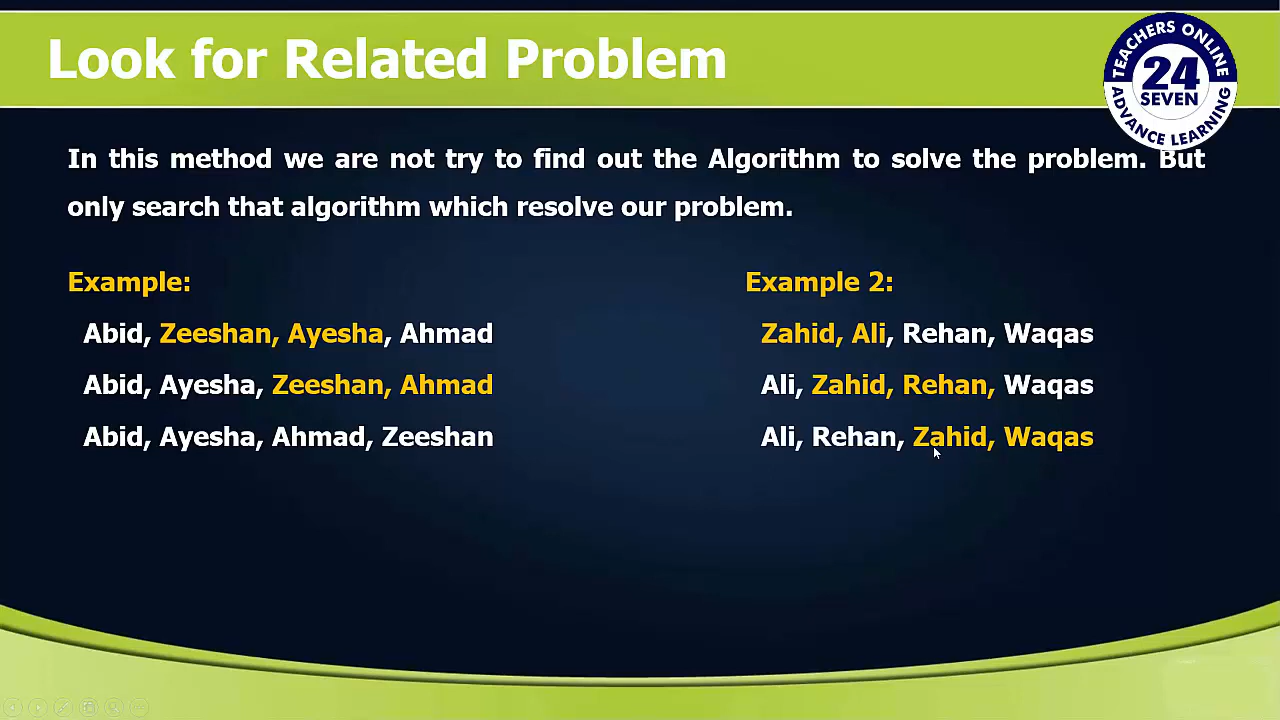 Look for Related Problem
TEACHERS ONLINE
24
SEVEN
ADVANCE LEARNING
In this method we are not try to find out the Algorithm to solve the problem. But
only search that algorithm which resolve our problem.
Example:
Abid, Zeeshan, Ayesha, Ahmad
Abid, Ayesha, Zeeshan, Ahmad
Abid, Ayesha, Ahmad, Zeeshan
Example 2:
Zahid, Ali, Rehan, Waqas
Ali, Zahid, Rehan, Waqas
Ali, Rehan, Zahid, Waqas